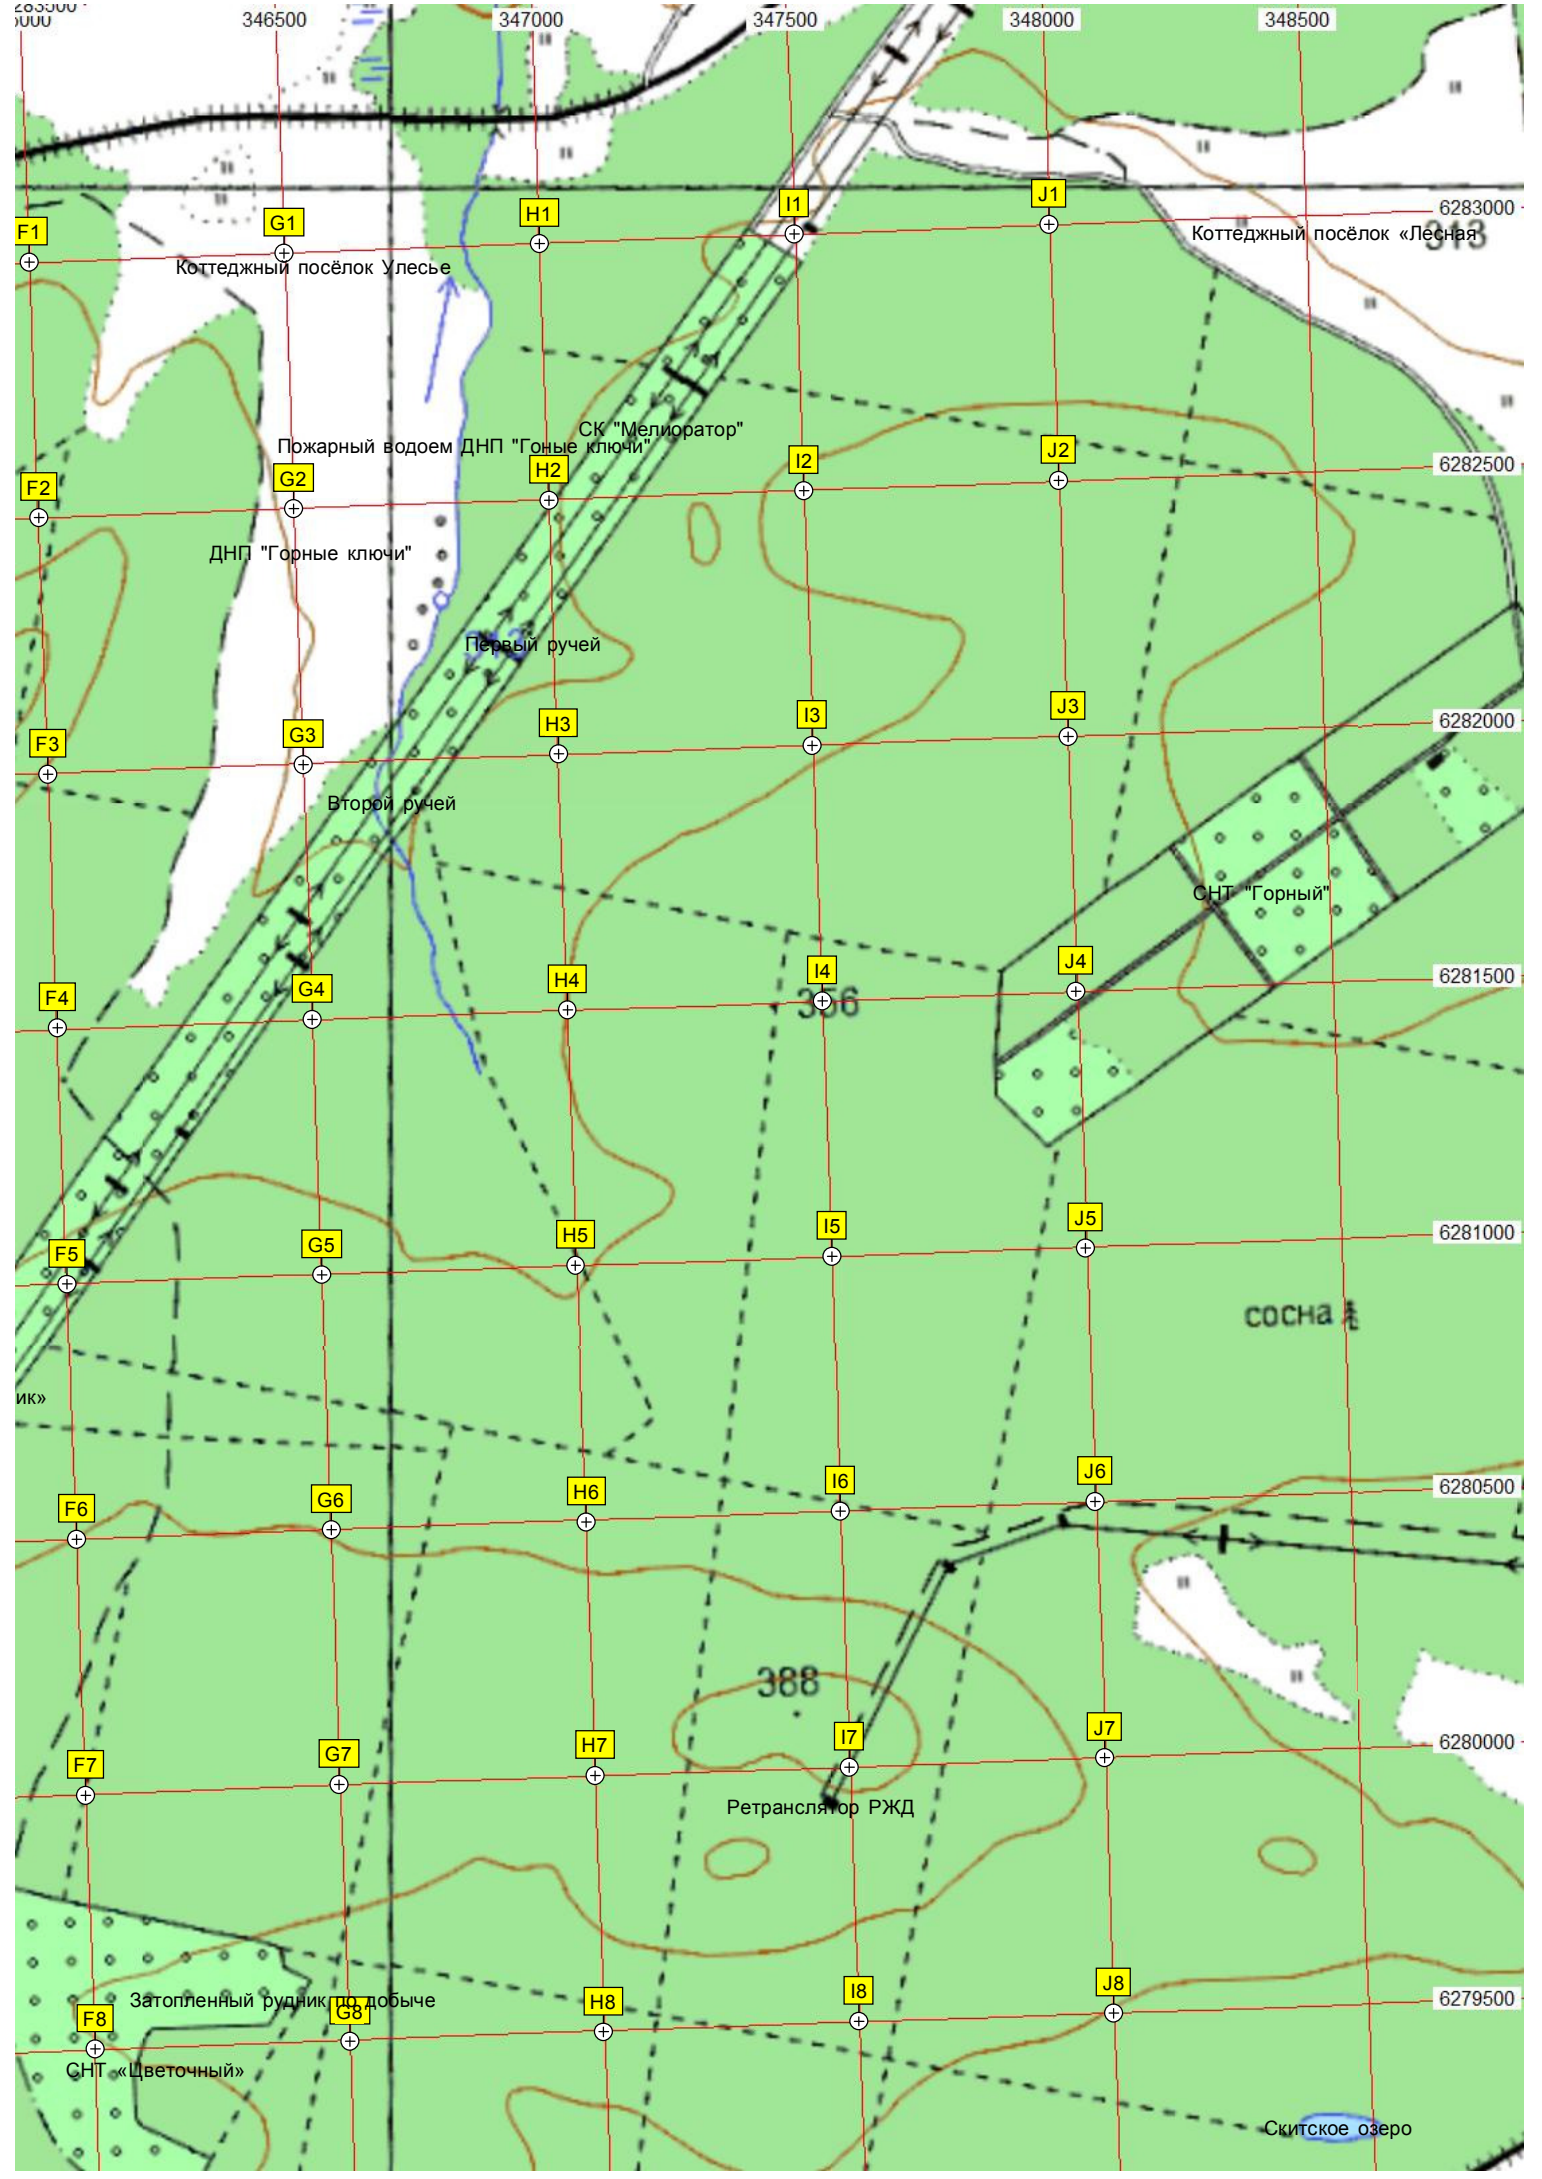 346500 347000 347500 348000 348500
F1 G1 H1 I1 J1 6283000
Коттеджный посёлок Улесье
Коттеджный посёлок «Лесная
313
СК "Мелиоратор"
Пожарный водоем ДНП "Гоные ключи"
F2 G2 H2 I2 J2 6282500
ДНП "Горные ключи"
Первый ручей
F3 G3 H3 I3 J3 6282000
Второй ручей
СНТ "Горный"
F4 G4 H4 I4 J4 6281500
356
F5 G5 H5 I5 J5 6281000
сосна
ик»
F6 G6 H6 I6 J6 6280500
388
F7 G7 H7 I7 J7 6280000
Ретранслятор РЖД
Затопленный рудник по добыче
F8 G8 H8 I8 J8 6279500
СНТ «Цветочный»
Скитское озеро